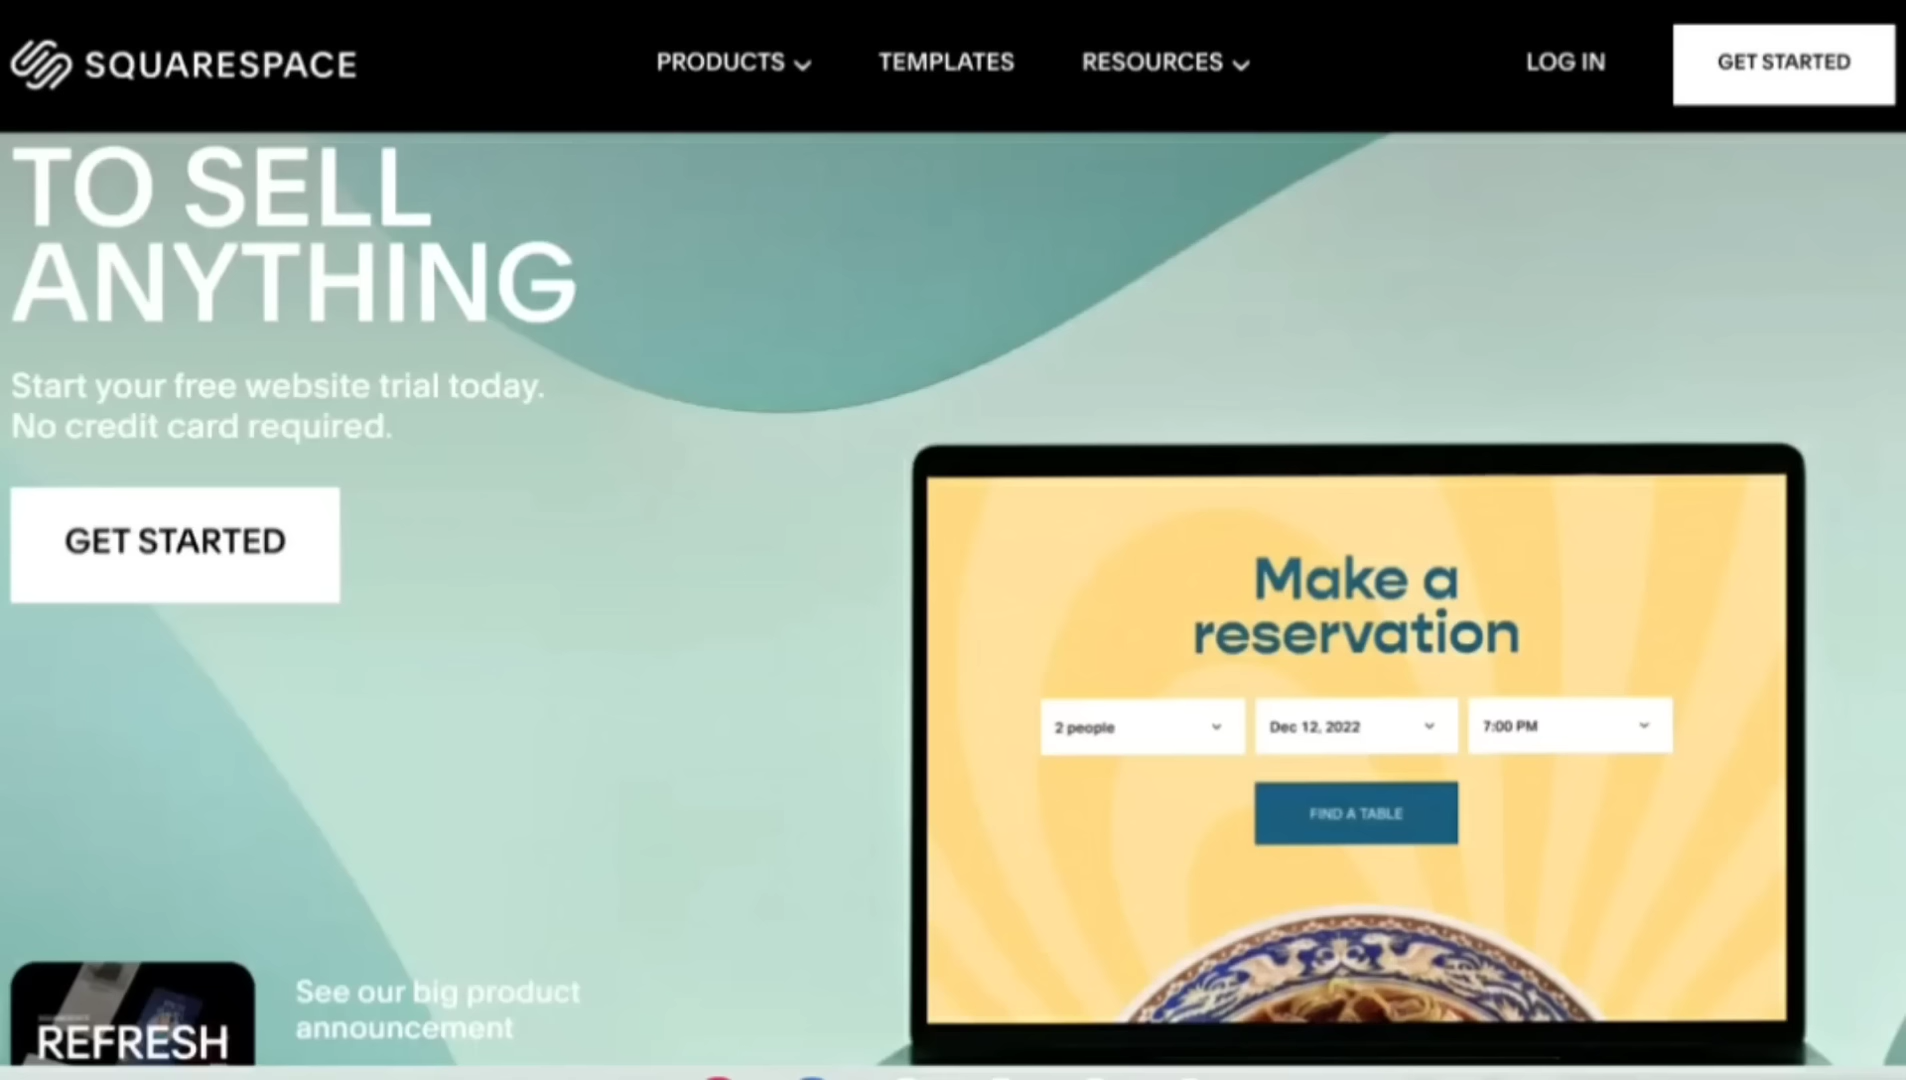 SQUARESPACE
PRODUCTS
TEMPLATES
RESOURCES
LOG IN
GET STARTED
TO SELL
ANYTHING
Start your free website trial today.
No credit card required.
GET STARTED
Make a
reservation
2 people
Dec 12, 2022
7:00 PM
FIND A TABLE
REFRESH
See our big product
announcement